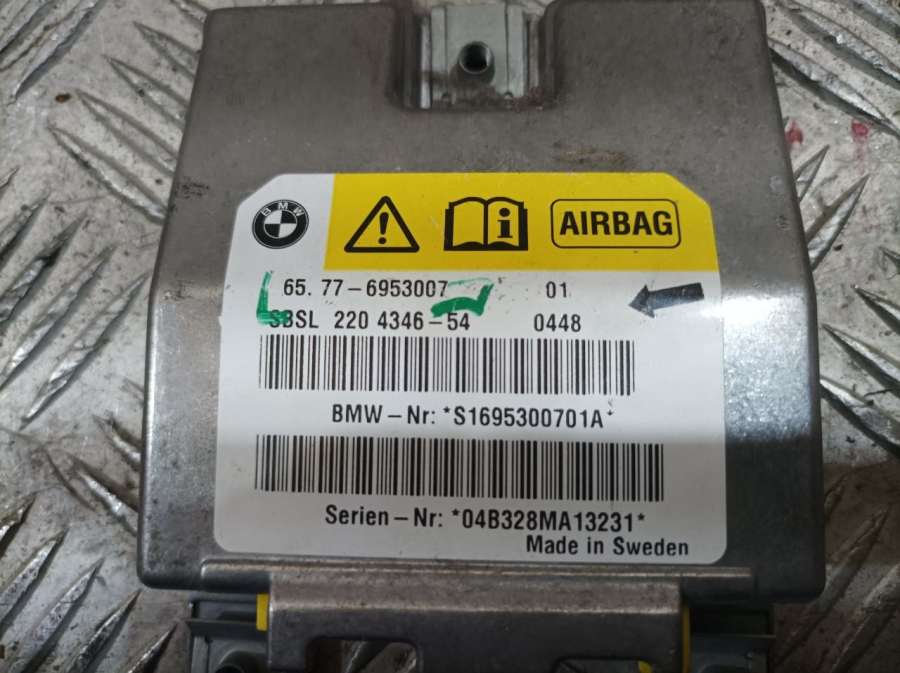 BMW
AIRBAG
65. 77-6953007 01
SBSL 220 4346-54 0448
BMW-Nr: *S1695300701A*
Serien-Nr: *04B328MA13231*
Made in Sweden